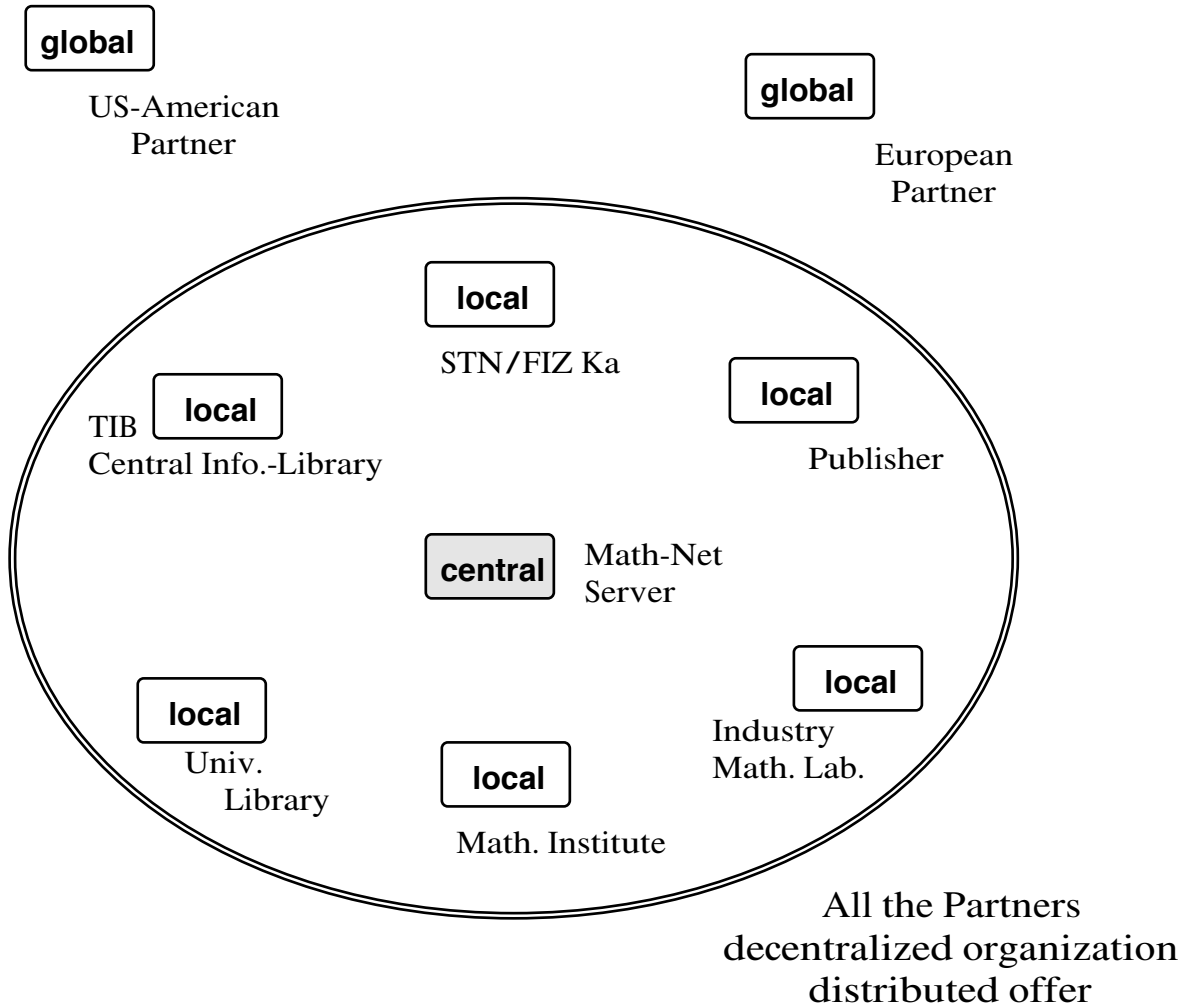 global
US-American
Partner
global
European
Partner
local
STN/FIZ Ka
local
TIB
Central Info.-Library
local
Publisher
central
Math-Net
Server
local
Industry
Math. Lab.
local
Univ.
Library
local
Math. Institute
All the Partners
decentralized organization
distributed offer